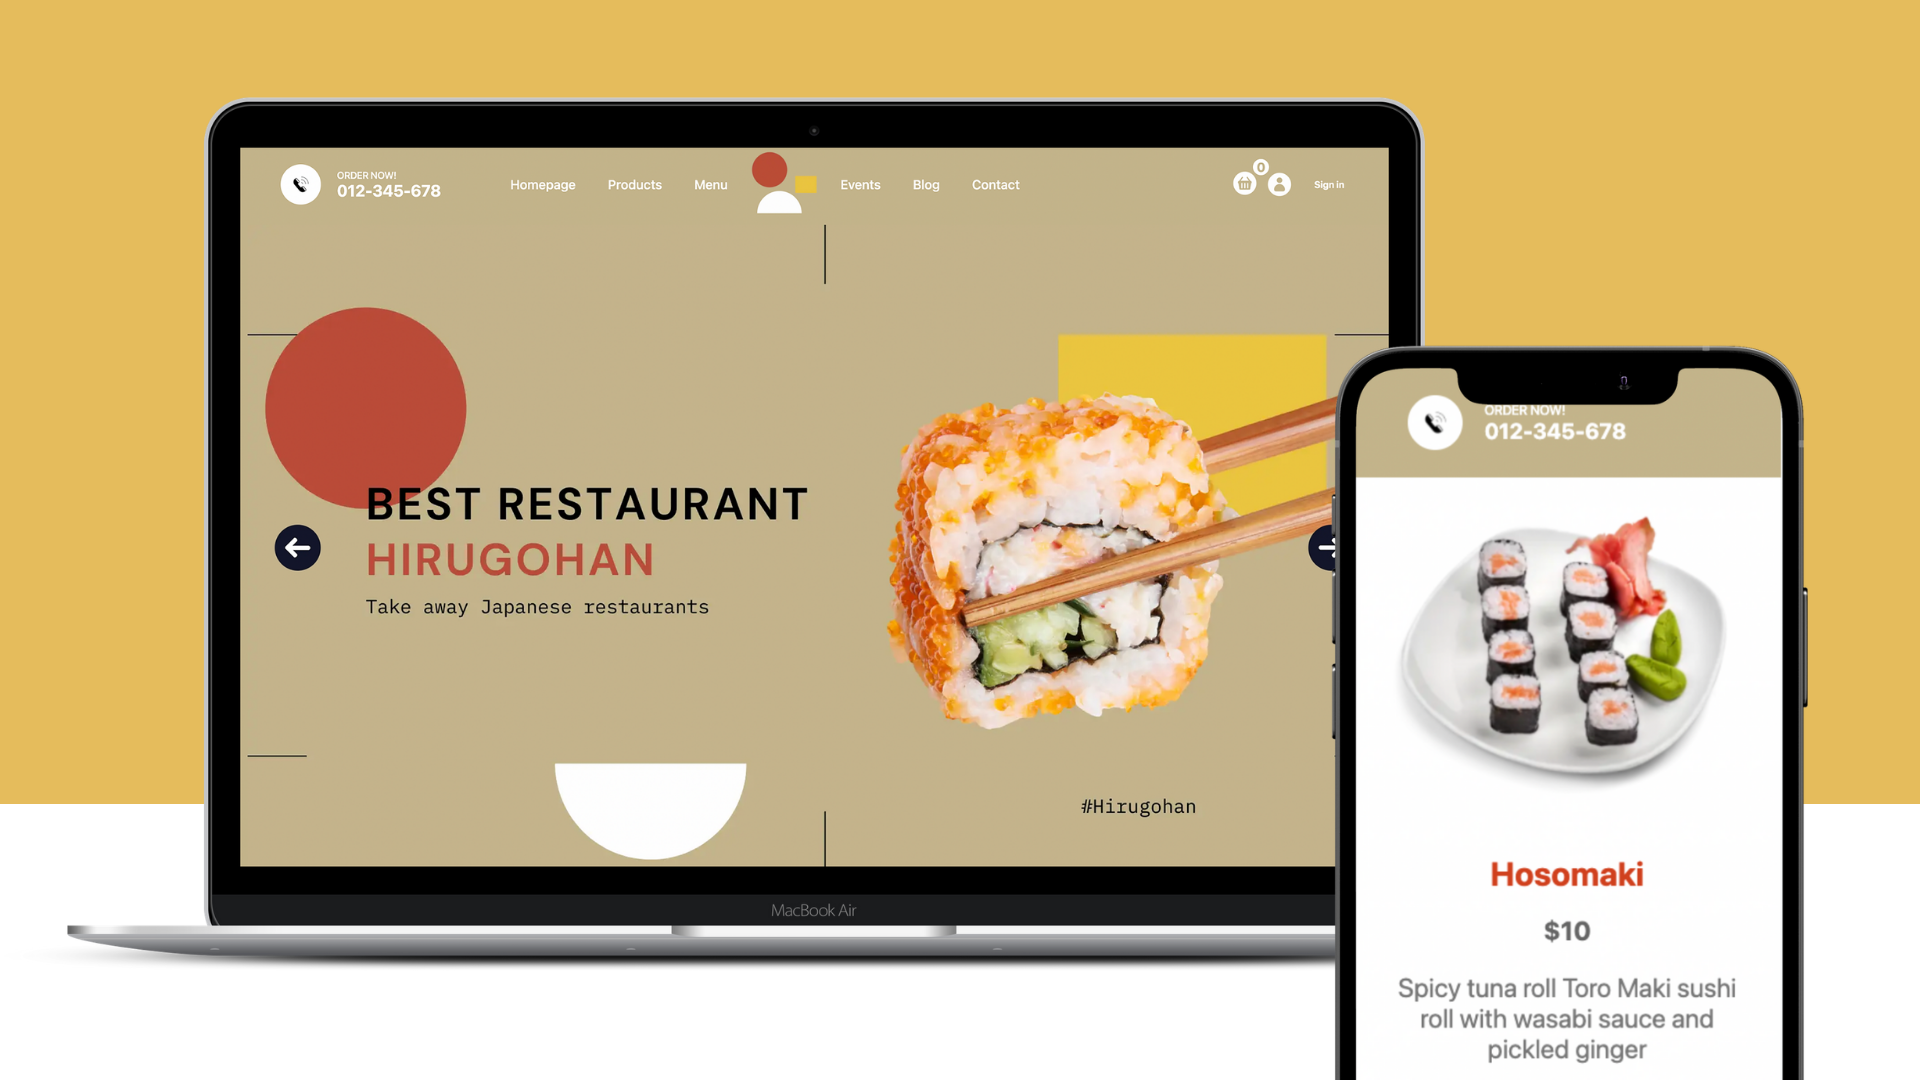 ORDER NOW!
012-345-678
Homepage
Products
Menu
Events
Blog
Contact
0
Sign in
BEST RESTAURANT
HIRUGOHAN
Take away Japanese restaurants
#Hirugohan
MacBook Air
ORDER NOW!
012-345-678
Hosomaki
$10
Spicy tuna roll Toro Maki sushi
roll with wasabi sauce and
pickled ginger